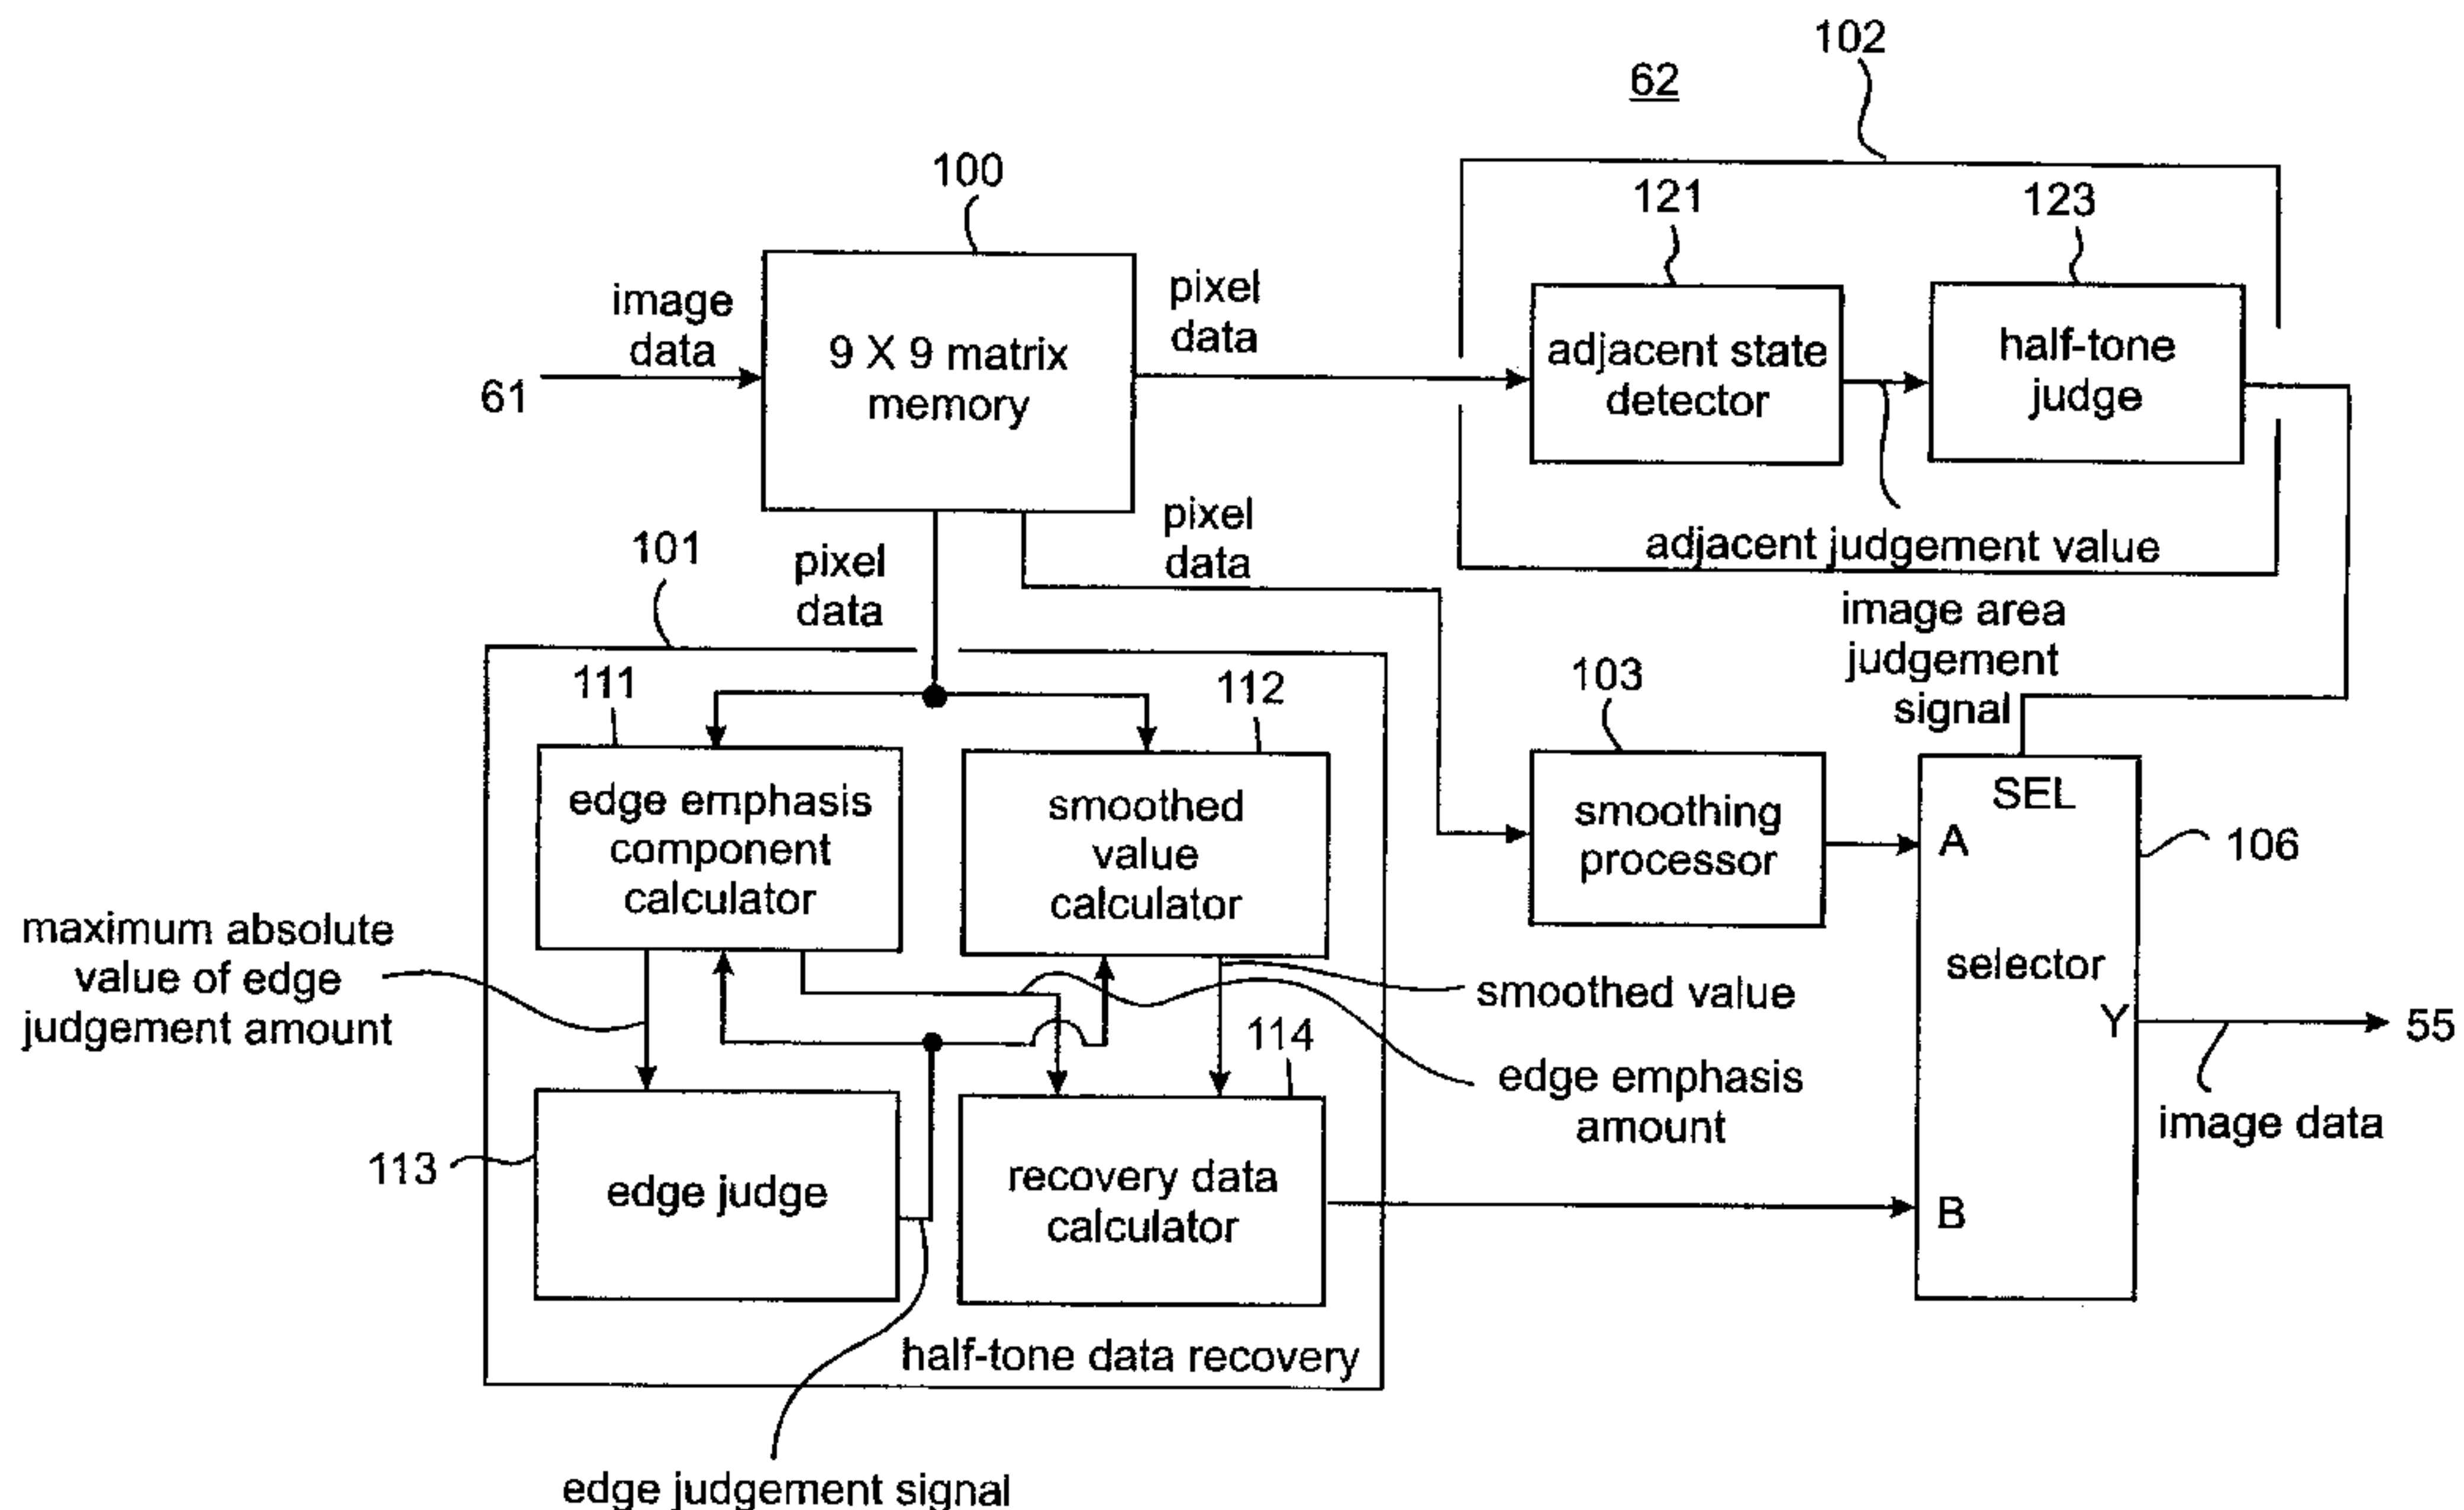 102
62
100
121
123
image
data
61
9 X 9 matrix
memory
pixel
data
adjacent state
detector
half-tone
judge
adjacent judgement value
101
pixel
data
pixel
data
image area
judgement
signal
111
112
103
edge emphasis
component
calculator
smoothed
value
calculator
smoothing
processor
SEL
A
106
selector
Y
55
B
image data
maximum absolute
value of edge
judgement amount
smoothed value
114
edge emphasis
amount
113
edge judge
recovery data
calculator
half-tone data recovery
edge judgement signal